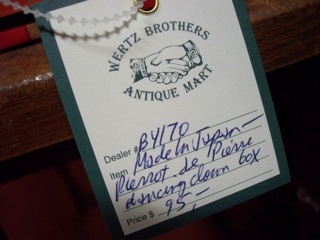 WERTZ BROTHERS
ANTIQUE MART
Dealer # B4170
Item Made In Japan —
Pierrot de Pierre
dancing clown box
Price $ 95,-